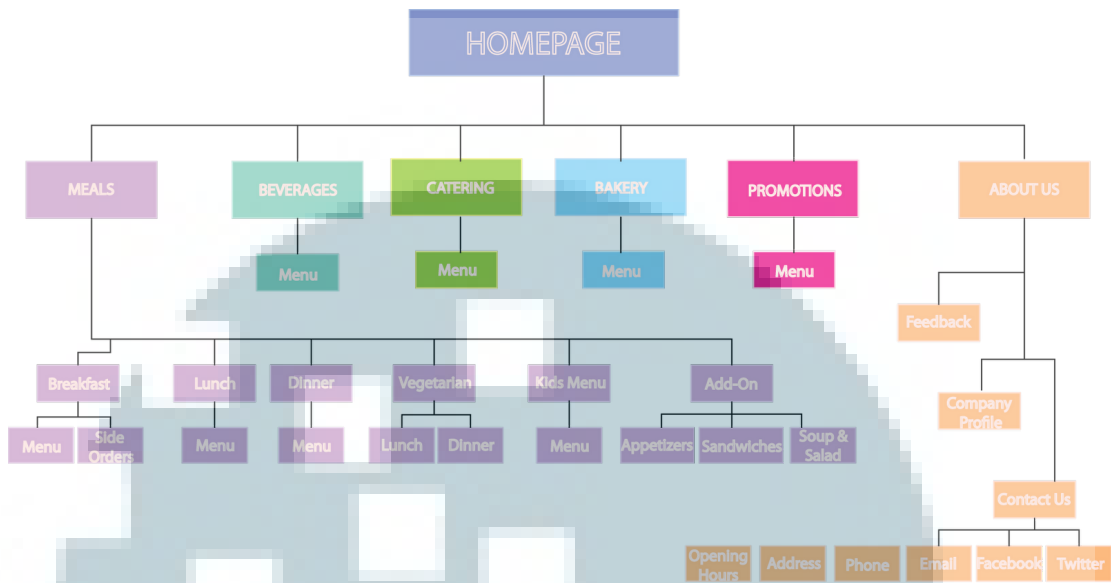 HOMEPAGE
MEALS
BEVERAGES
CATERING
BAKERY
PROMOTIONS
ABOUT US
Menu
Menu
Menu
Menu
Feedback
Breakfast
Lunch
Dinner
Vegetarian
Kids Menu
Add-On
Company
Profile
Menu
Side
Orders
Menu
Menu
Lunch
Dinner
Menu
Appetizers
Sandwiches
Soup &
Salad
Contact Us
Opening
Hours
Address
Phone
Email
Facebook
Twitter